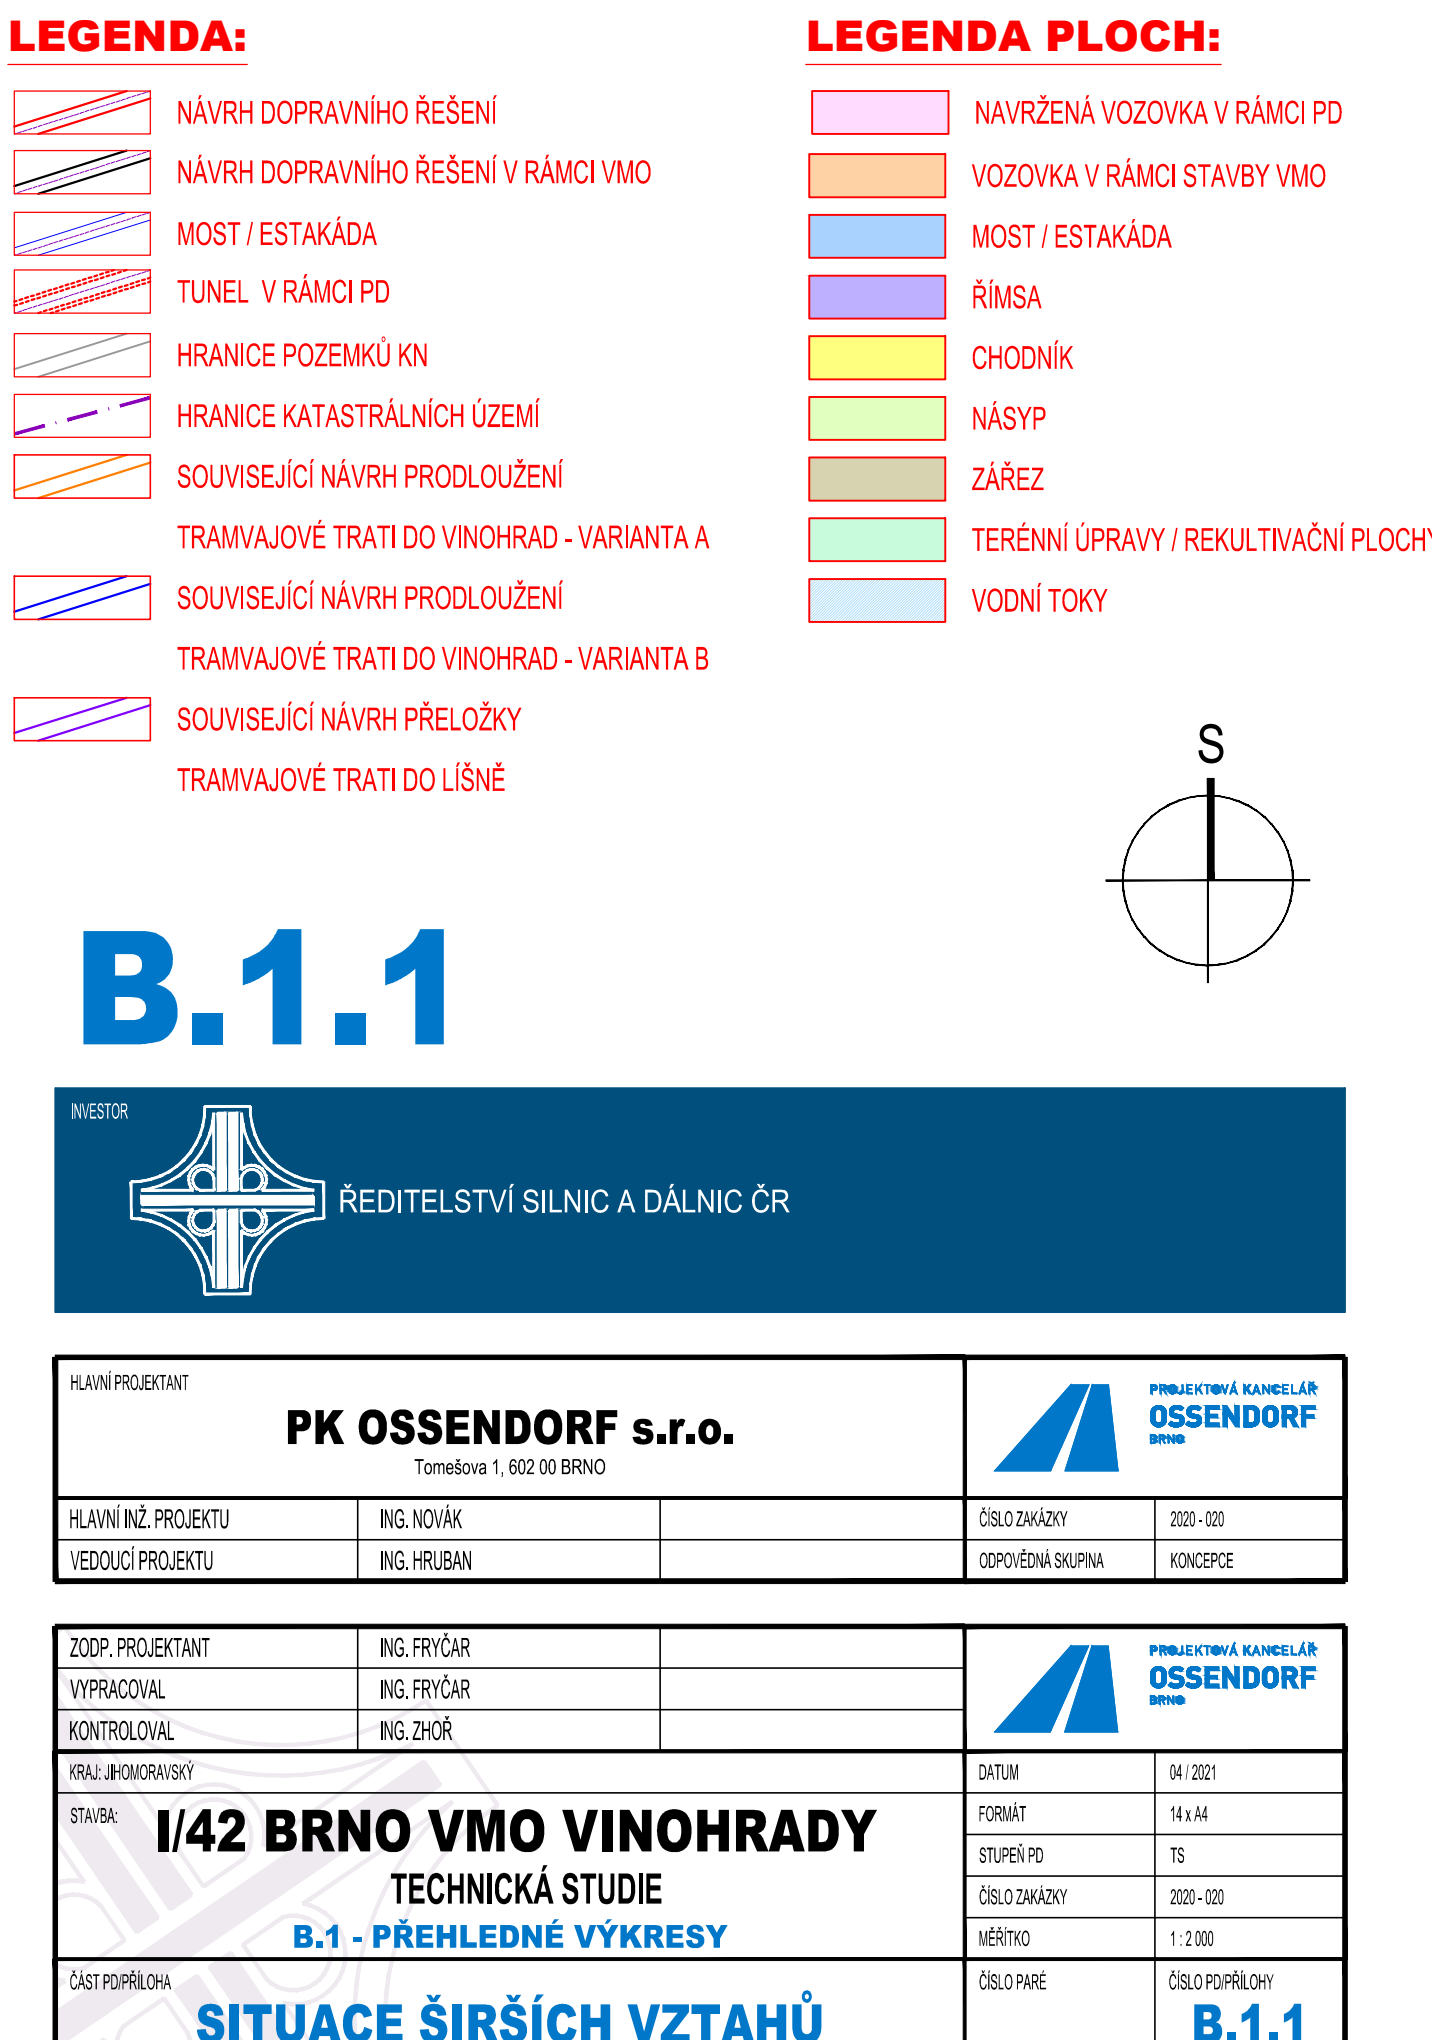 LEGENDA:
NÁVRH DOPRAVNÍHO ŘEŠENÍ
NÁVRH DOPRAVNÍHO ŘEŠENÍ V RÁMCI VMO
MOST / ESTAKÁDA
TUNEL V RÁMCI PD
HRANICE POZEMKŮ KN
HRANICE KATASTRÁLNÍCH ÚZEMÍ
SOUVISEJÍCÍ NÁVRH PRODLOUŽENÍ
TRAMVAJOVÉ TRATI DO VINOHRAD - VARIANTA A
SOUVISEJÍCÍ NÁVRH PRODLOUŽENÍ
TRAMVAJOVÉ TRATI DO VINOHRAD - VARIANTA B
SOUVISEJÍCÍ NÁVRH PŘELOŽKY
TRAMVAJOVÉ TRATI DO LÍŠNĚ
LEGENDA PLOCH:
NAVRŽENÁ VOZOVKA V RÁMCI PD
VOZOVKA V RÁMCI STAVBY VMO
MOST / ESTAKÁDA
ŘÍMSA
CHODNÍK
NÁSYP
ZÁŘEZ
TERÉNNÍ ÚPRAVY / REKULTIVAČNÍ PLOCHY
VODNÍ TOKY
S
B.1.1
INVESTOR
ŘEDITELSTVÍ SILNIC A DÁLNIC ČR
HLAVNÍ PROJEKTANT
PK OSSENDORF s.r.o.
Tomešova 1, 602 00 BRNO
PROJEKTOVÁ KANCELÁŘ
OSSENDORF
BRNO
HLAVNÍ INŽ. PROJEKTU ING. NOVÁK
VEDOUCÍ PROJEKTU ING. HRUBAN
ČÍSLO ZAKÁZKY 2020 - 020
ODPOVĚDNÁ SKUPINA KONCEPCE
ZODP. PROJEKTANT ING. FRYČAR
VYPRACOVAL ING. FRYČAR
KONTROLOVAL ING. ZHOŘ
PROJEKTOVÁ KANCELÁŘ
OSSENDORF
BRNO
KRAJ: JIHOMORAVSKÝ
STAVBA:
I/42 BRNO VMO VINOHRADY
TECHNICKÁ STUDIE
B.1 - PŘEHLEDNÉ VÝKRESY
DATUM 04 / 2021
FORMÁT 14 x A4
STUPEŇ PD TS
ČÍSLO ZAKÁZKY 2020 - 020
MĚŘÍTKO 1 : 2 000
ČÁST PD/PŘÍLOHA
SITUACE ŠIRŠÍCH VZTAHŮ
ČÍSLO PARÉ
ČÍSLO PD/PŘÍLOHY
B.1.1